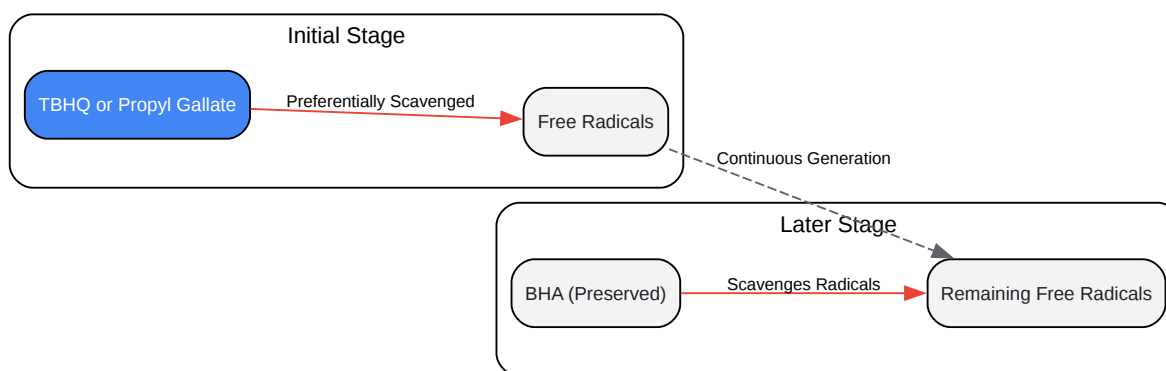 Initial Stage
TBHQ or Propyl Gallate
Preferentially Scavenged
Free Radicals
Continuous Generation
Later Stage
BHA (Preserved)
Scavenges Radicals
Remaining Free Radicals